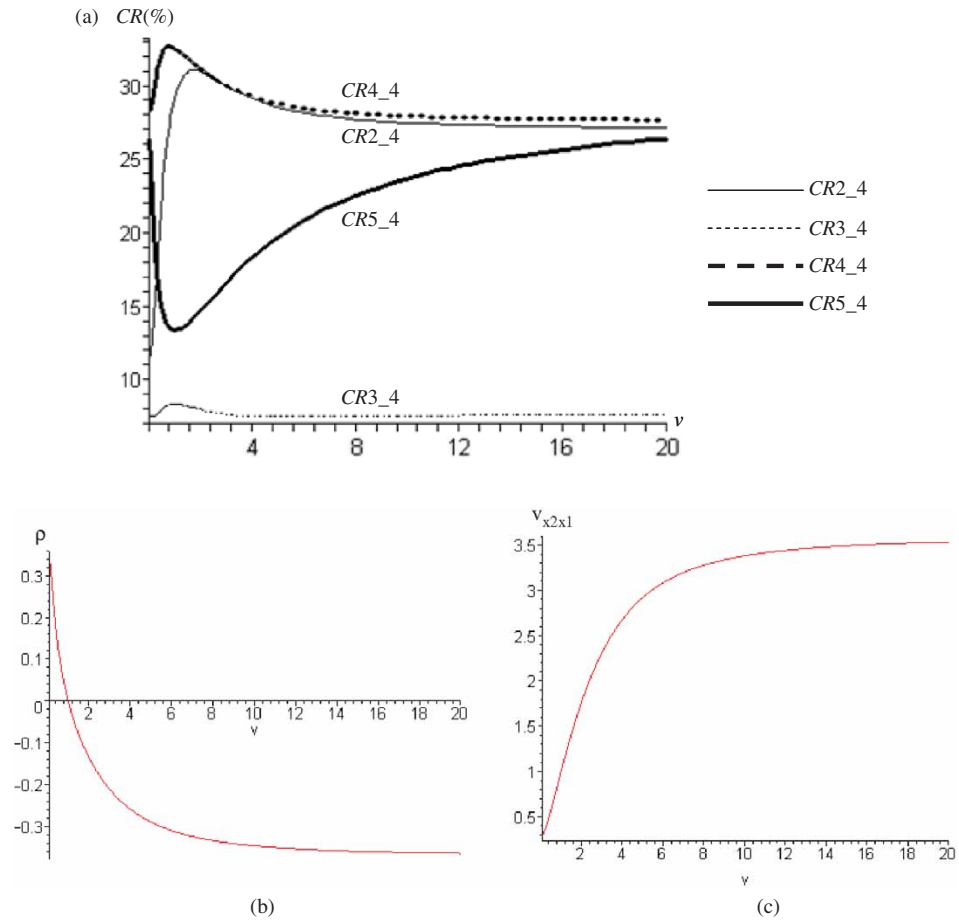 (a) CR(%)
30
25
20
15
10
CR4_4
CR2_4
CR5_4
CR3_4
v
4
8
12
16
20
CR2_4
CR3_4
CR4_4
CR5_4
ρ
0.3
0.2
0.1
0
-0.1
-0.2
-0.3
2 4 6 8 10 12 14 16 18 20
v
(b)
v_x2x1
3.5
3
2.5
2
1.5
1
0.5
2 4 6 8 10 12 14 16 18 20
v
(c)